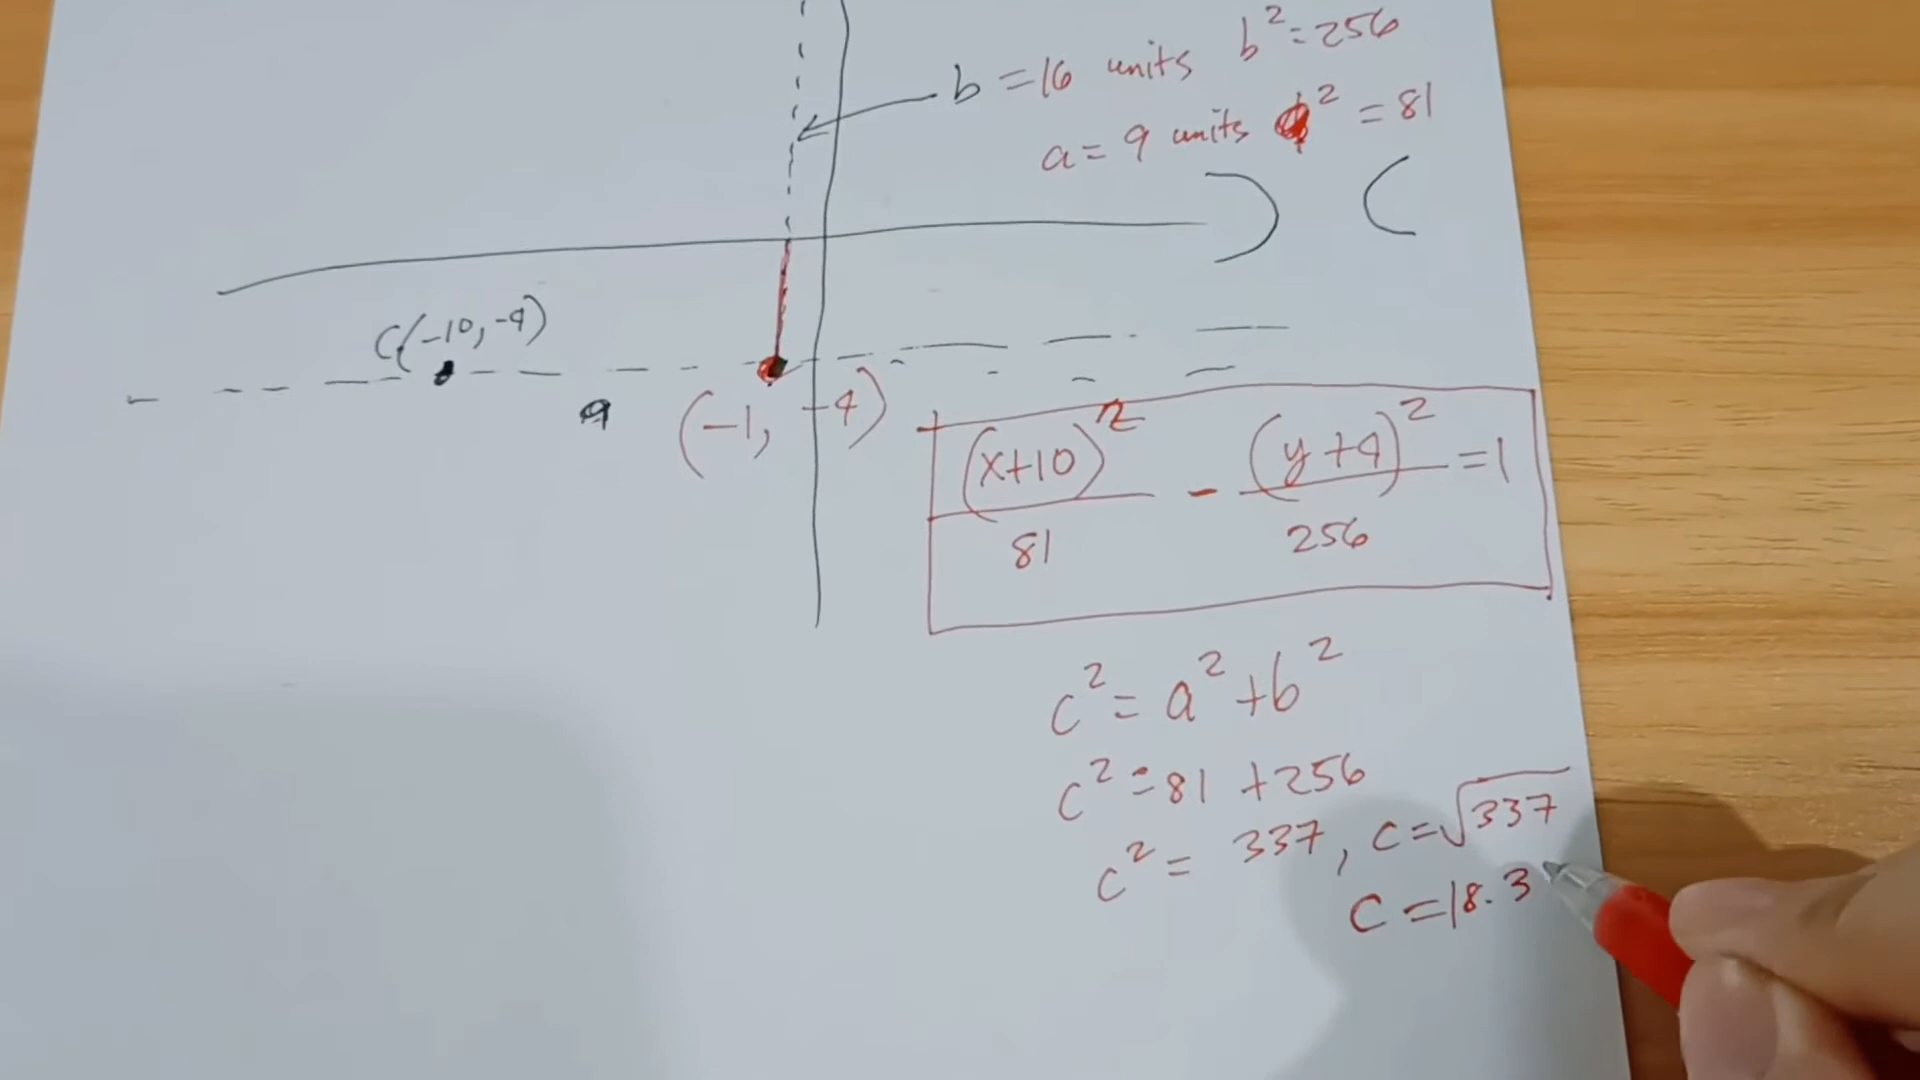 b = 16 units b² = 256
a = 9 units ² = 81
C(-10, -4)
9
(-1, -4)
(x+10)² - (y+4)² = 1
81 256
c² = a² + b²
c² = 81 + 256
c² = 337, c = √337
c = 18.3